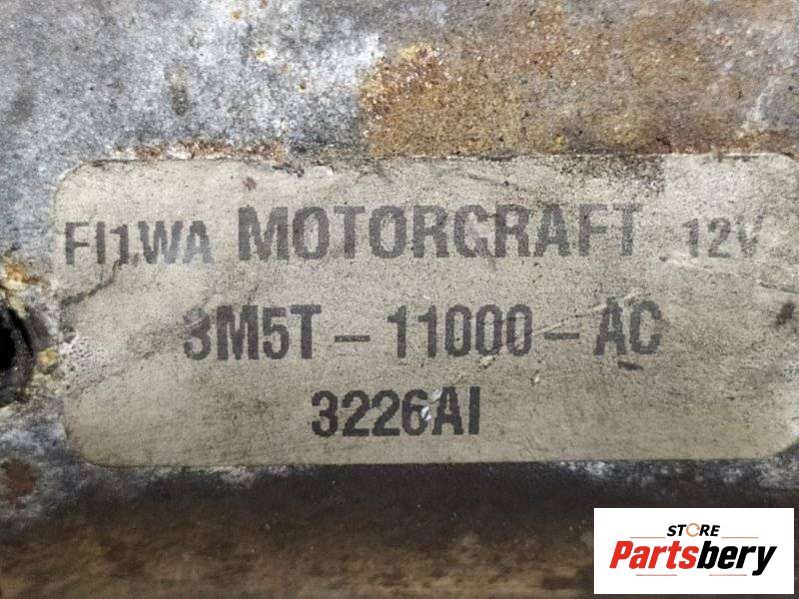 FI1WA MOTORCRAFT 12V
3M5T-11000-AC
3226AI
STORE
Partsbery